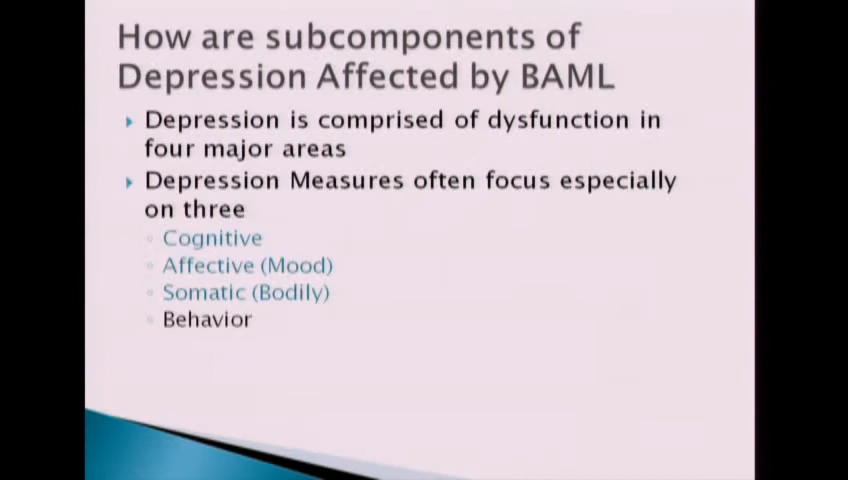 How are subcomponents of
Depression Affected by BAML
Depression is comprised of dysfunction in
four major areas
Depression Measures often focus especially
on three
Cognitive
Affective (Mood)
Somatic (Bodily)
Behavior